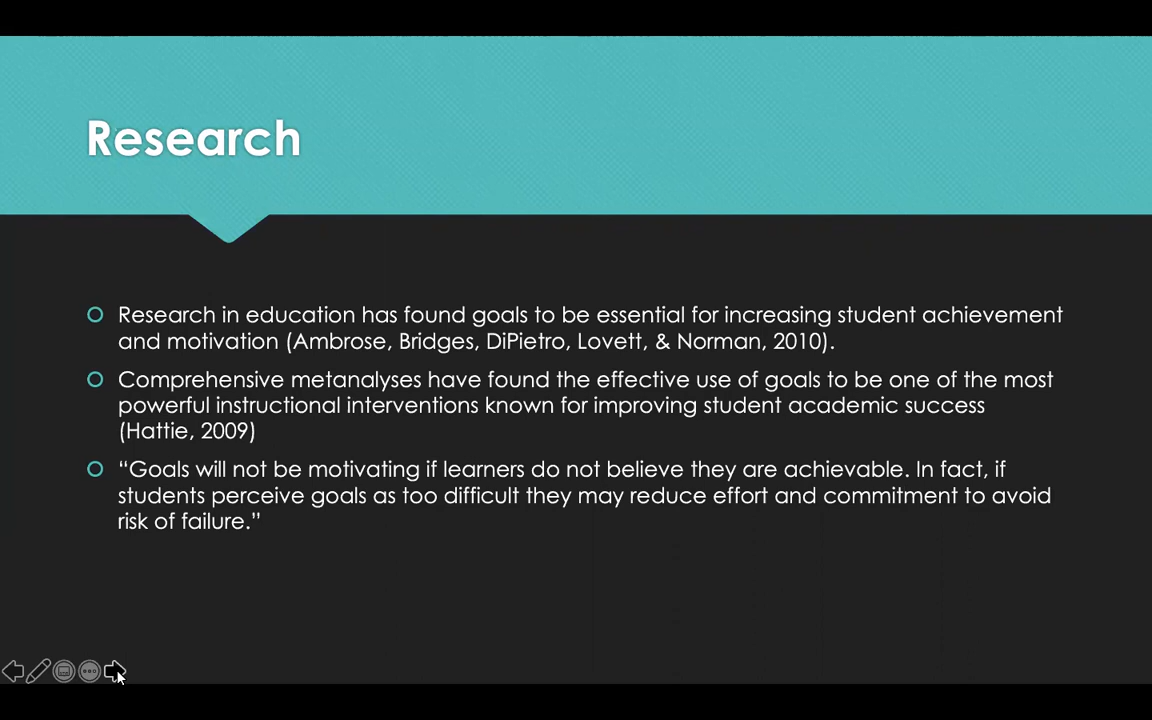 Research
Research in education has found goals to be essential for increasing student achievement
and motivation (Ambrose, Bridges, DiPietro, Lovett, & Norman, 2010).
Comprehensive metanalyses have found the effective use of goals to be one of the most
powerful instructional interventions known for improving student academic success
(Hattie, 2009)
“Goals will not be motivating if learners do not believe they are achievable. In fact, if
students perceive goals as too difficult they may reduce effort and commitment to avoid
risk of failure.”